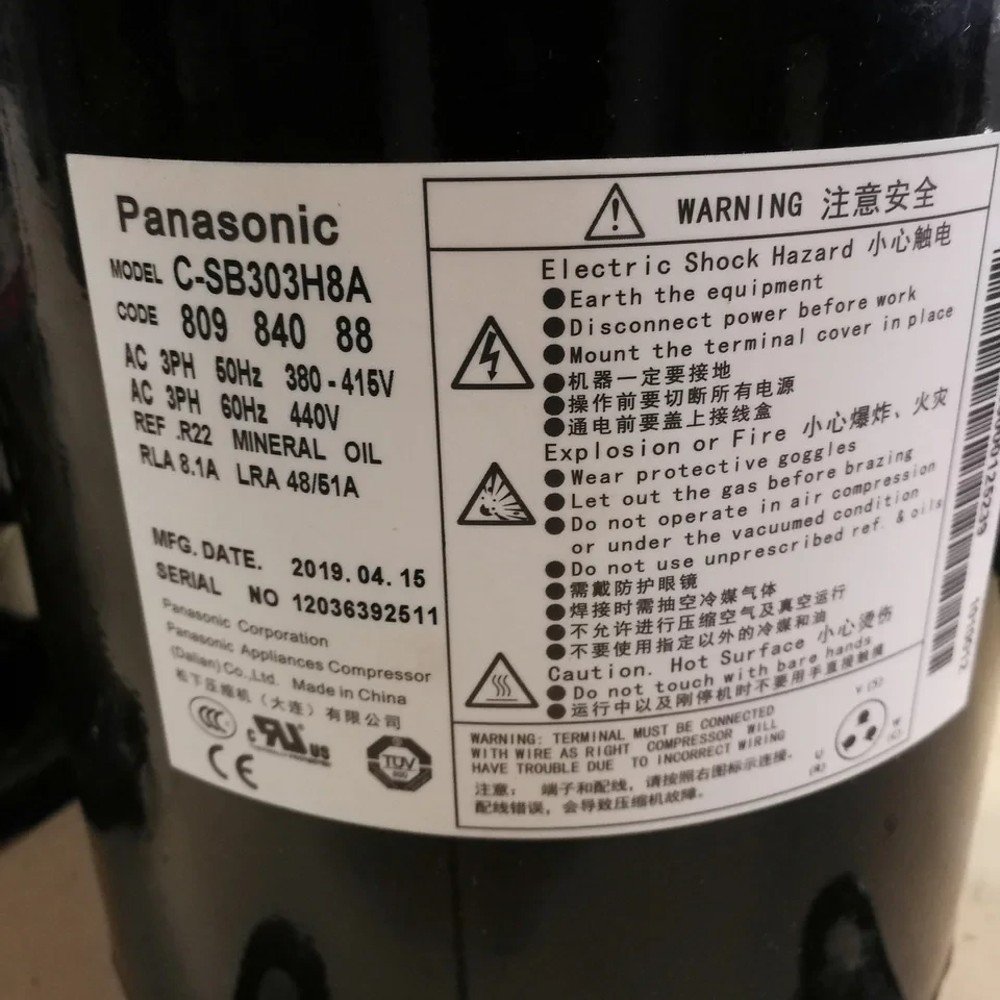 Panasonic
MODEL C-SB303H8A
CODE 809 840 88
AC 3PH 50Hz 380-415V
AC 3PH 60Hz 440V
REF .R22 MINERAL OIL
RLA 8.1A LRA 48/51A
MFG. DATE. 2019.04.15
SERIAL NO 12036392511
Panasonic Corporation
Panasonic Appliances Compressor
(Dalian) Co., Ltd. Made in China
松下压缩机（大连）有限公司
CCC
c UL US
TUV
CE
WARNING 注意安全
Electric Shock Hazard 小心触电
●Earth the equipment
●Disconnect power before work
●Mount the terminal cover in place
●机器一定要接地
●操作前要切断所有电源
●通电前要盖上接线盒
Explosion or Fire 小心爆炸、火灾
●Wear protective goggles
●Let out the gas before brazing
●Do not operate in air compression
or under the vacuumed condition
●Do not use unprescribed ref. & oils
●需戴防护眼镜
●焊接时需抽空冷媒气体
●不允许进行压缩空气及真空运行
●不要使用指定以外的冷媒和油
Caution. Hot Surface 小心烫伤
●Do not touch with bare hands
●运行中以及刚停机时不要用手直接触摸
WARNING: TERMINAL MUST BE CONNECTED
WITH WIRE AS RIGHT COMPRESSOR WILL
HAVE TROUBLE DUE TO INCORRECT WIRING
注意： 端子和配线，请按照右图标示连接.
配线错误，会导致压缩机故障.
V (S)
U
(R)